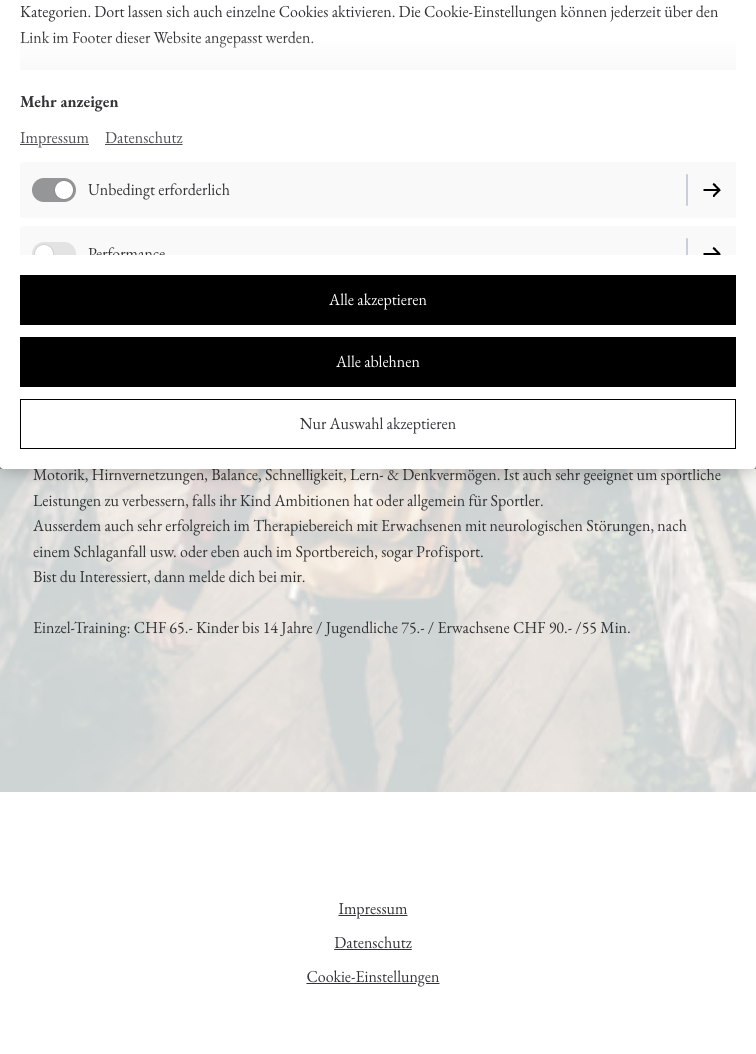 Kategorien. Dort lassen sich auch einzelne Cookies aktivieren. Die Cookie-Einstellungen können jederzeit über den
Link im Footer dieser Website angepasst werden.
Mehr anzeigen
Impressum Datenschutz
Unbedingt erforderlich
Performance
Alle akzeptieren
Alle ablehnen
Nur Auswahl akzeptieren
Motorik, Hirnvernetzungen, Balance, Schnelligkeit, Lern- & Denkvermögen. Ist auch sehr geeignet um sportliche
Leistungen zu verbessern, falls ihr Kind Ambitionen hat oder allgemein für Sportler.
Ausserdem auch sehr erfolgreich im Therapiebereich mit Erwachsenen mit neurologischen Störungen, nach
einem Schlaganfall usw. oder eben auch im Sportbereich, sogar Profisport.
Bist du Interessiert, dann melde dich bei mir.
Einzel-Training: CHF 65.- Kinder bis 14 Jahre / Jugendliche 75.- / Erwachsene CHF 90.- /55 Min.
Impressum
Datenschutz
Cookie-Einstellungen